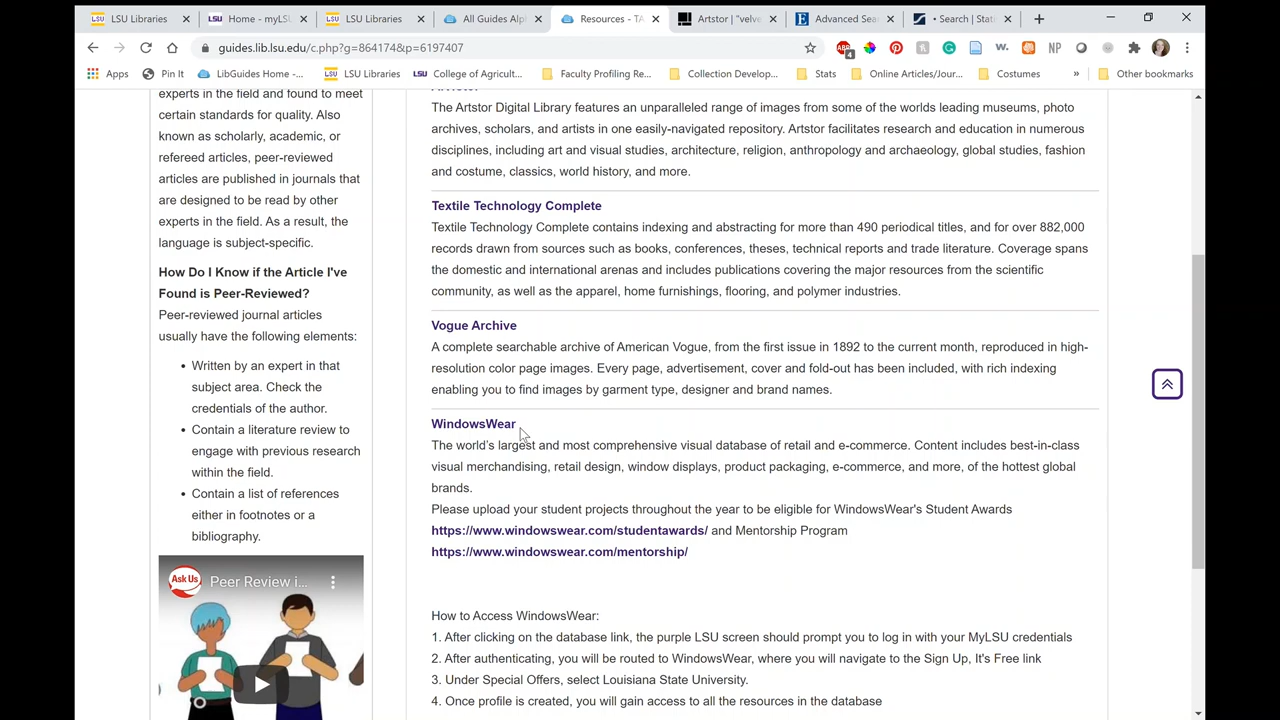 LSU Libraries
Home - myLS
LSU Libraries
All Guides Alp
Resources - TA
Artstor | "velve
Advanced Sea
• Search | Stati
guides.lib.lsu.edu/c.php?g=864174&p=6197407
Apps
Pin It
LibGuides Home -...
LSU Libraries
College of Agricult...
Faculty Profiling Re...
Collection Develop...
Stats
Online Articles/Jour...
Costumes
»
Other bookmarks
experts in the field and found to meet
certain standards for quality. Also
known as scholarly, academic, or
refereed articles, peer-reviewed
articles are published in journals that
are designed to be read by other
experts in the field. As a result, the
language is subject-specific.
How Do I Know if the Article I've
Found is Peer-Reviewed?
Peer-reviewed journal articles
usually have the following elements:
• Written by an expert in that
subject area. Check the
credentials of the author.
• Contain a literature review to
engage with previous research
within the field.
• Contain a list of references
either in footnotes or a
bibliography.
Ask Us
Peer Review i...
The Artstor Digital Library features an unparalleled range of images from some of the worlds leading museums, photo
archives, scholars, and artists in one easily-navigated repository. Artstor facilitates research and education in numerous
disciplines, including art and visual studies, architecture, religion, anthropology and archaeology, global studies, fashion
and costume, classics, world history, and more.
Textile Technology Complete
Textile Technology Complete contains indexing and abstracting for more than 490 periodical titles, and for over 882,000
records drawn from sources such as books, conferences, theses, technical reports and trade literature. Coverage spans
the domestic and international arenas and includes publications covering the major resources from the scientific
community, as well as the apparel, home furnishings, flooring, and polymer industries.
Vogue Archive
A complete searchable archive of American Vogue, from the first issue in 1892 to the current month, reproduced in high-
resolution color page images. Every page, advertisement, cover and fold-out has been included, with rich indexing
enabling you to find images by garment type, designer and brand names.
WindowsWear
The world's largest and most comprehensive visual database of retail and e-commerce. Content includes best-in-class
visual merchandising, retail design, window displays, product packaging, e-commerce, and more, of the hottest global
brands.
Please upload your student projects throughout the year to be eligible for WindowsWear's Student Awards
https://www.windowswear.com/studentawards/ and Mentorship Program
https://www.windowswear.com/mentorship/
How to Access WindowsWear:
1. After clicking on the database link, the purple LSU screen should prompt you to log in with your MyLSU credentials
2. After authenticating, you will be routed to WindowsWear, where you will navigate to the Sign Up, It's Free link
3. Under Special Offers, select Louisiana State University.
4. Once profile is created, you will gain access to all the resources in the database